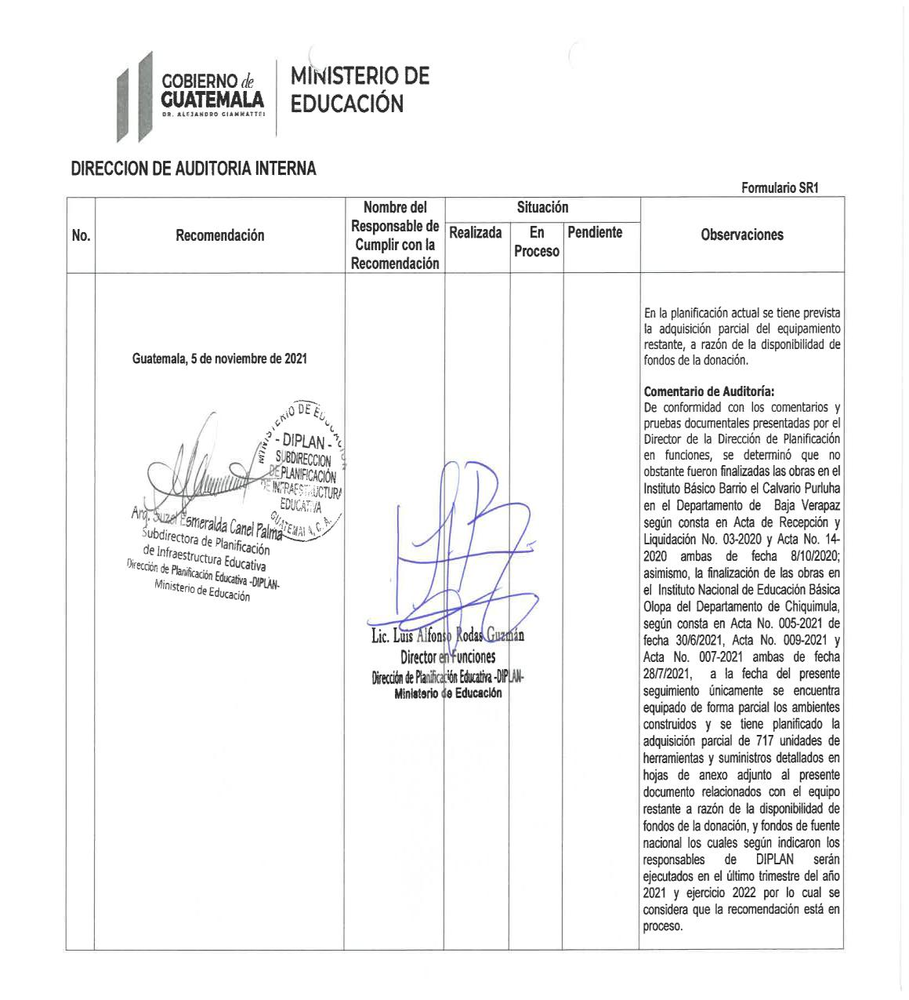 GOBIERNO de
GUATEMALA
DR. ALEJANDRO GIAMMATTEI
MINISTERIO DE
EDUCACIÓN
DIRECCION DE AUDITORIA INTERNA
Formulario SR1
No.
Recomendación
Nombre del
Responsable de
Cumplir con la
Recomendación
Situación
Realizada
En
Proceso
Pendiente
Observaciones
Guatemala, 5 de noviembre de 2021
MINISTERIO DE EDUCACION
- DIPLAN -
SUBDIRECCION
DE PLANIFICACIÓN
DE INFRAESTRUCTURA
EDUCATIVA
GUATEMALA, C. A.
Arq. Suzel Esmeralda Canel Palma
Subdirectora de Planificación
de Infraestructura Educativa
Dirección de Planificación Educativa -DIPLAN-
Ministerio de Educación
Lic. Luis Alfonso Rodas Guzmán
Director en Funciones
Dirección de Planificación Educativa -DIPLAN-
Ministerio de Educación
En la planificación actual se tiene prevista
la adquisición parcial del equipamiento
restante, a razón de la disponibilidad de
fondos de la donación.
Comentario de Auditoría:
De conformidad con los comentarios y
pruebas documentales presentadas por el
Director de la Dirección de Planificación
en funciones, se determinó que no
obstante fueron finalizadas las obras en el
Instituto Básico Barrio el Calvario Purluha
en el Departamento de Baja Verapaz
según consta en Acta de Recepción y
Liquidación No. 03-2020 y Acta No. 14-
2020 ambas de fecha 8/10/2020;
asimismo, la finalización de las obras en
el Instituto Nacional de Educación Básica
Olopa del Departamento de Chiquimula,
según consta en Acta No. 005-2021 de
fecha 30/6/2021, Acta No. 009-2021 y
Acta No. 007-2021 ambas de fecha
28/7/2021, a la fecha del presente
seguimiento únicamente se encuentra
equipado de forma parcial los ambientes
construidos y se tiene planificado la
adquisición parcial de 717 unidades de
herramientas y suministros detallados en
hojas de anexo adjunto al presente
documento relacionados con el equipo
restante a razón de la disponibilidad de
fondos de la donación, y fondos de fuente
nacional los cuales según indicaron los
responsables de DIPLAN serán
ejecutados en el último trimestre del año
2021 y ejercicio 2022 por lo cual se
considera que la recomendación está en
proceso.